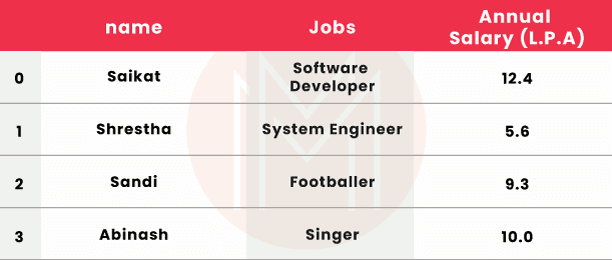 name Jobs Annual
Salary (L.P.A)
0 Saikat Software
Developer 12.4
1 Shrestha System Engineer 5.6
2 Sandi Footballer 9.3
3 Abinash Singer 10.0